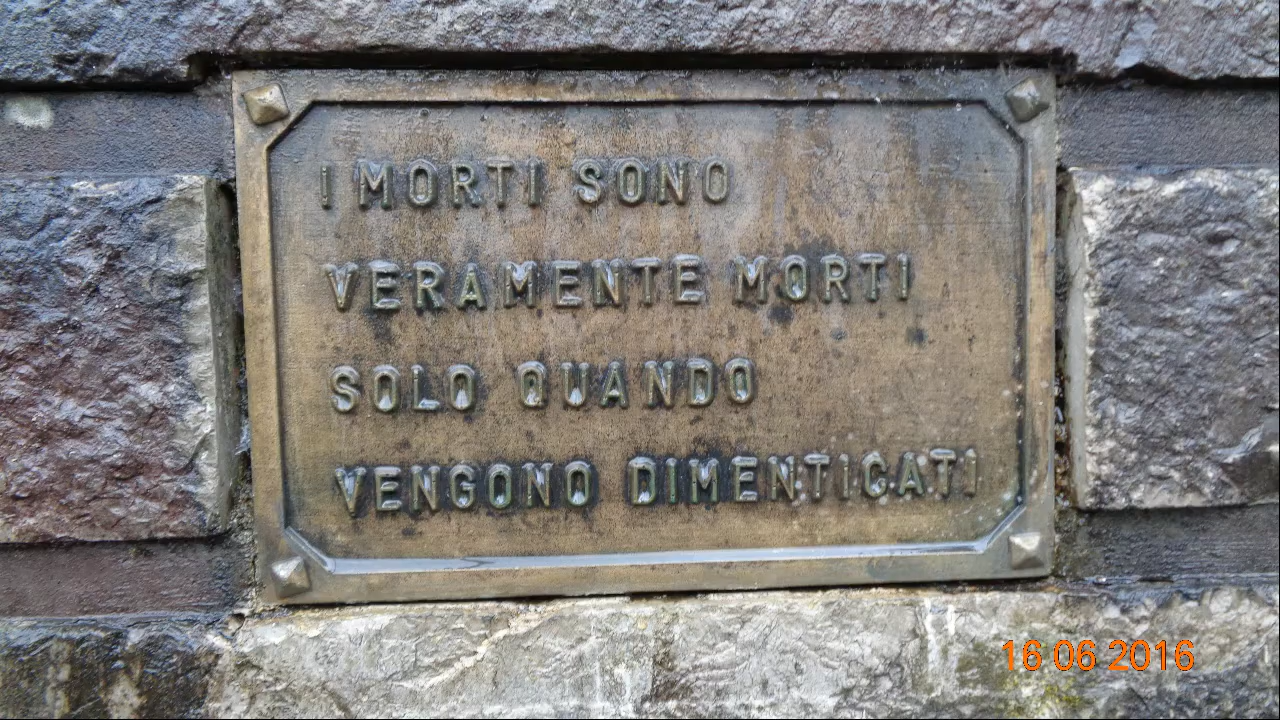 I MORTI SONO
VERAMENTE MORTI
SOLO QUANDO
VENGONO DIMENTICATI
16 06 2016